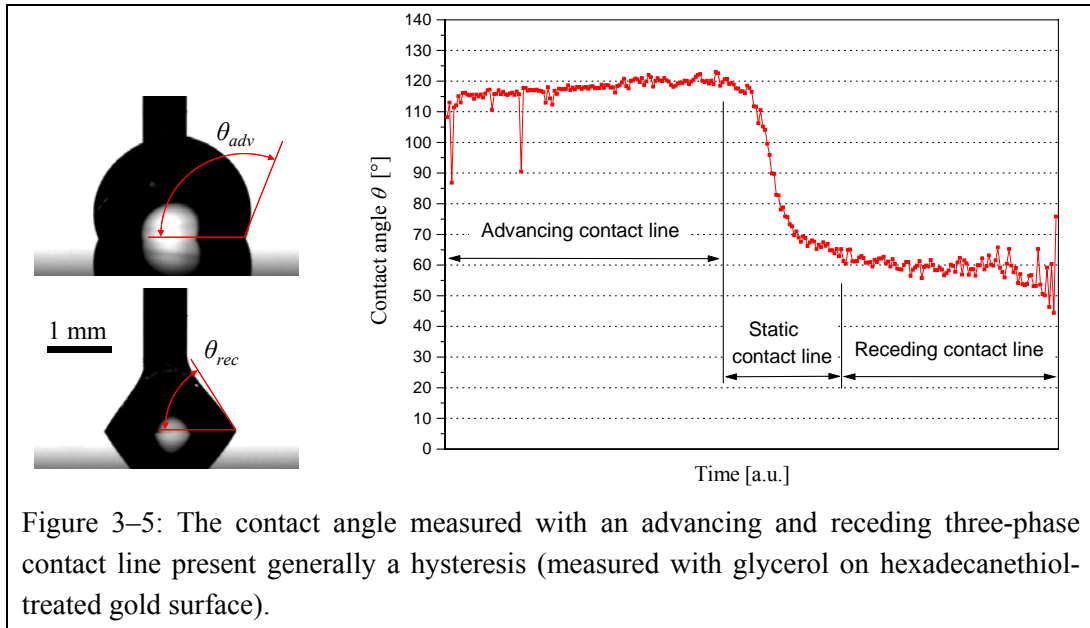 θadv
1 mm
θrec
140
130
120
110
100
90
80
70
60
50
40
30
20
10
0
Contact angle θ [°]
Advancing contact line
Static
contact line
Receding contact line
Time [a.u.]
Figure 3–5: The contact angle measured with an advancing and receding three-phase
contact line present generally a hysteresis (measured with glycerol on hexadecanethiol-
treated gold surface).